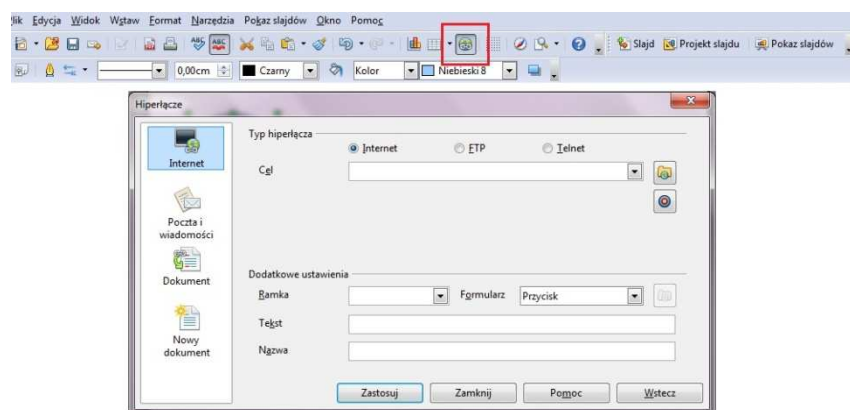 lik Edycja Widok Wstaw Format Narzędzia Pokaz slajdów Okno Pomoc
ABC ABC Slajd Projekt slajdu Pokaz slajdów
0,00cm Czarny Kolor Niebieski 8
Hiperłącze
Typ hiperłącza
Internet FTP Telnet
Internet
Cel
Poczta i
wiadomości
Dokument
Dodatkowe ustawienia
Ramka Formularz Przycisk
Tekst
Nowy
dokument
Nazwa
Zastosuj Zamknij Pomoc Wstecz